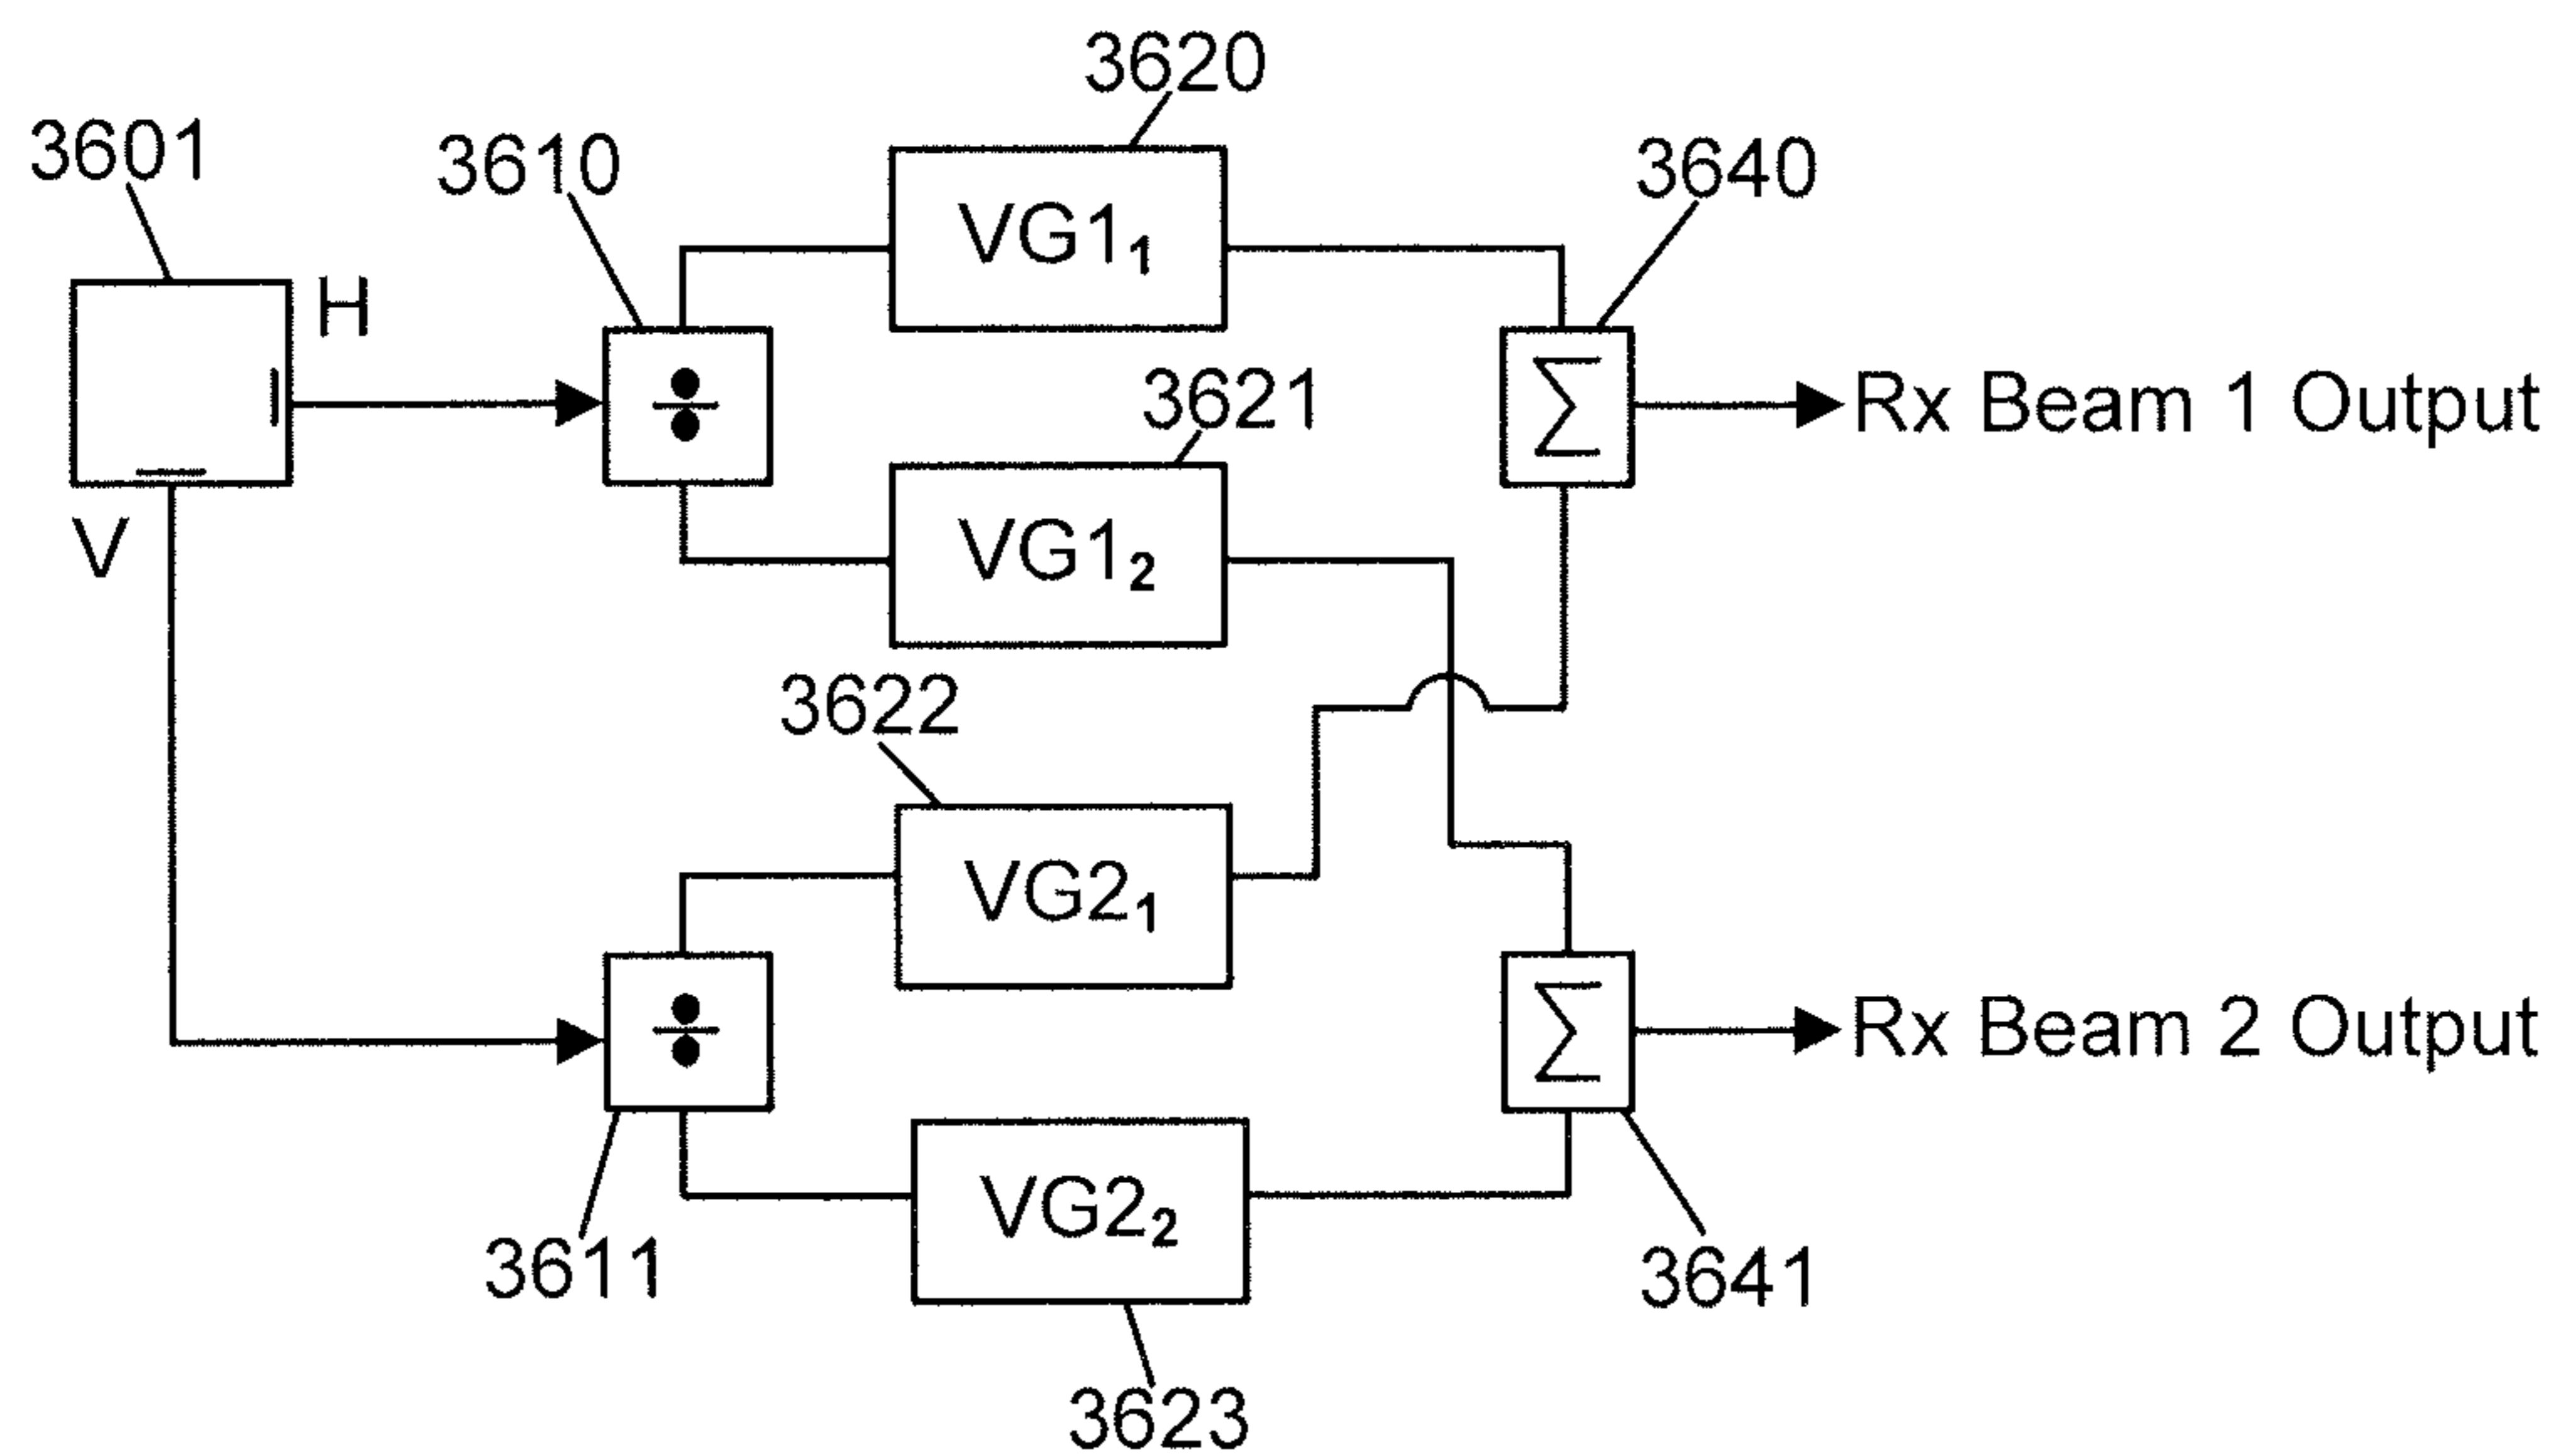 3620
3601
3610
3640
VG1₁
H
÷
3621
Σ
Rx Beam 1 Output
V
VG1₂
3622
VG2₁
÷
Σ
Rx Beam 2 Output
VG2₂
3611
3641
3623